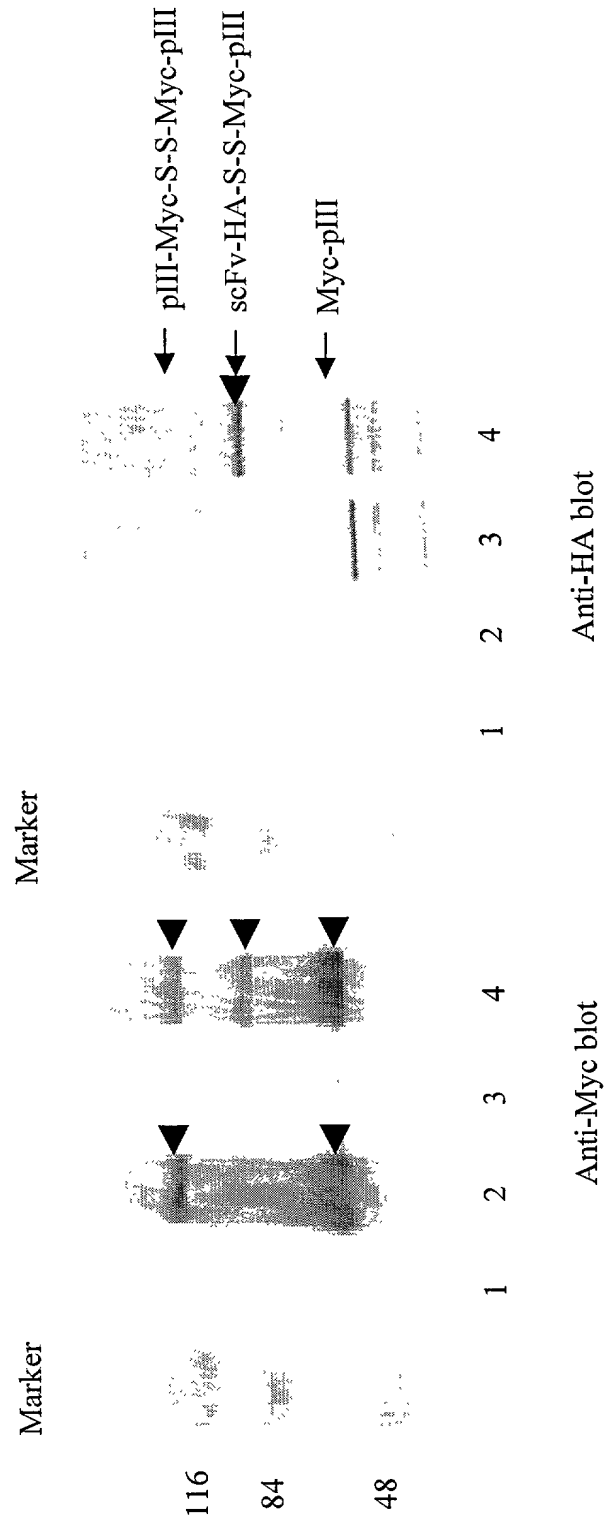 Marker
Marker
pIII-Myc-S-S-Myc-pIII
scFv-HA-S-S-Myc-pIII
Myc-pIII
116
84
48
1 2 3 4
1 2 3 4
Anti-Myc blot
Anti-HA blot